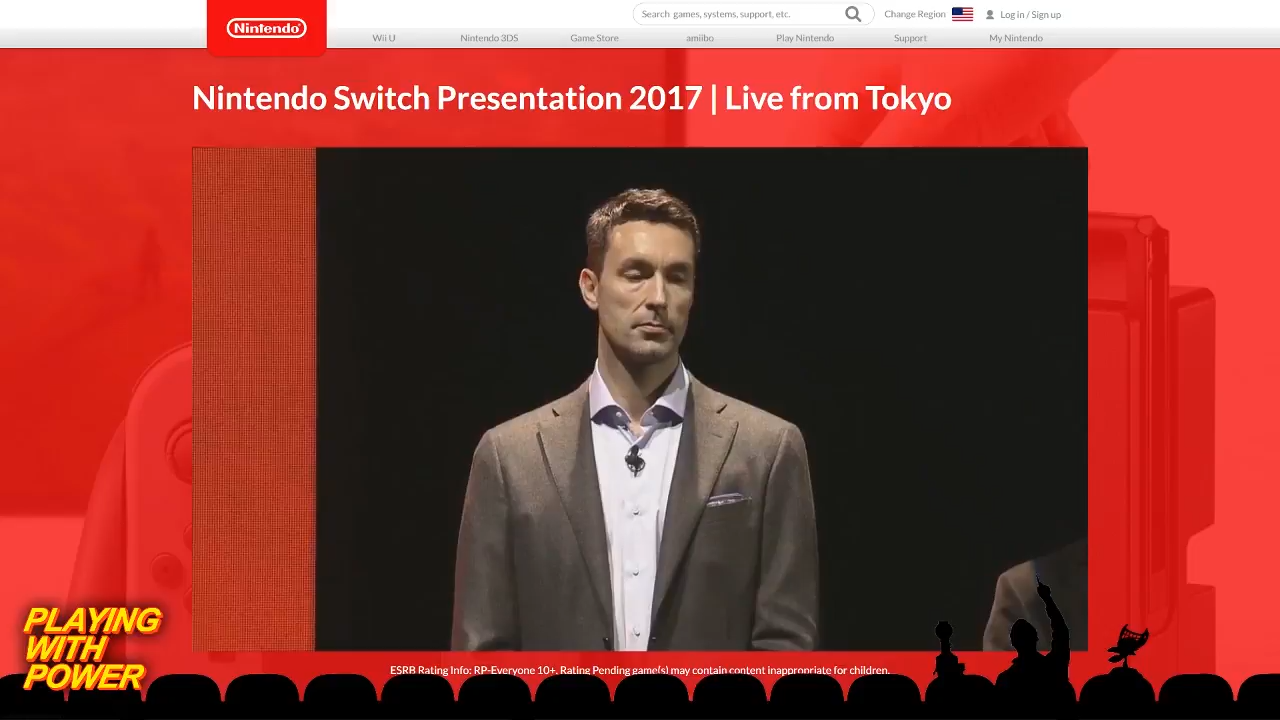 Nintendo
Search games, systems, support, etc.
Change Region
Log in / Sign up
Wii U
Nintendo 3DS
Game Store
amiibo
Play Nintendo
Support
My Nintendo
Nintendo Switch Presentation 2017 | Live from Tokyo
PLAYING
WITH
POWER
ESRB Rating Info: RP-Everyone 10+, Rating Pending game(s) may contain content inappropriate for children.